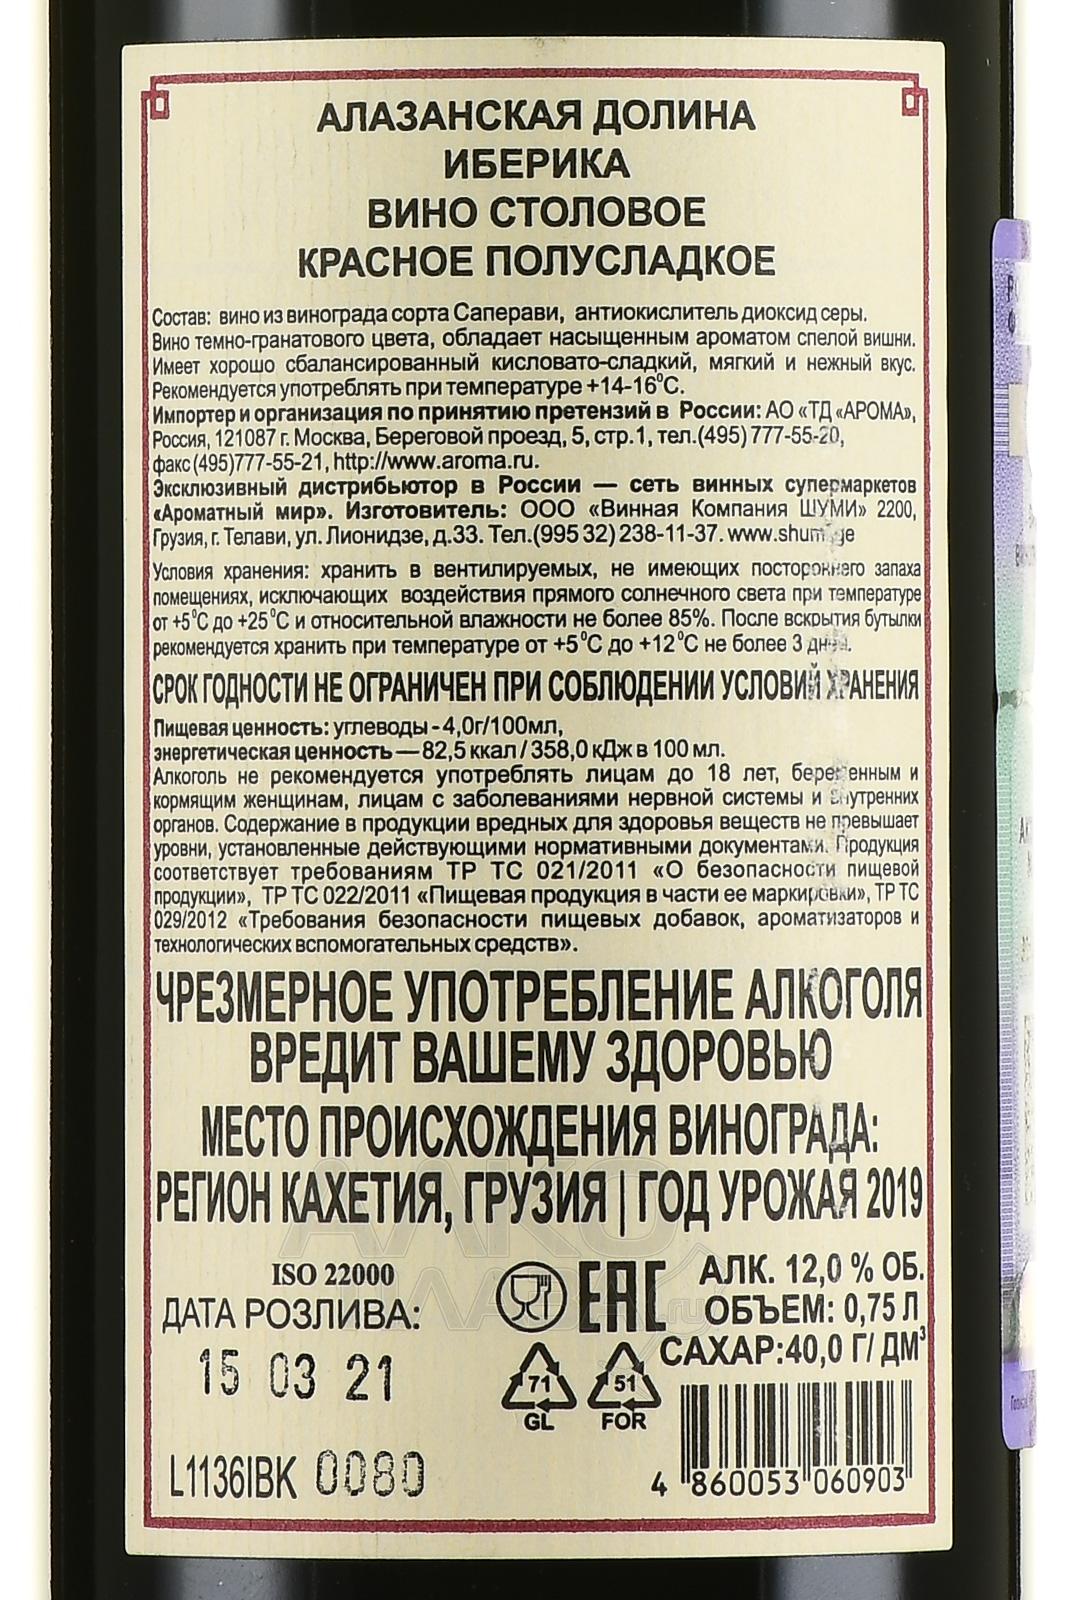 АЛАЗАНСКАЯ ДОЛИНА
ИБЕРИКА
ВИНО СТОЛОВОЕ
КРАСНОЕ ПОЛУСЛАДКОЕ
Состав: вино из винограда сорта Саперави, антиокислитель диоксид серы.
Вино темно-гранатового цвета, обладает насыщенным ароматом спелой вишни.
Имеет хорошо сбалансированный кисловато-сладкий, мягкий и нежный вкус.
Рекомендуется употреблять при температуре +14-16°С.
Импортер и организация по принятию претензий в России: АО «ТД «АРОМА»,
Россия, 121087 г. Москва, Береговой проезд, 5, стр.1, тел.(495) 777-55-20,
факс (495)777-55-21, http://www.aroma.ru.
Эксклюзивный дистрибьютор в России — сеть винных супермаркетов
«Ароматный мир». Изготовитель: ООО «Винная Компания ШУМИ» 2200,
Грузия, г. Телави, ул. Лионидзе, д.33. Тел.(995 32) 238-11-37.
Условия хранения: хранить в вентилируемых, не имеющих постороннего запаха
помещениях, исключающих воздействия прямого солнечного света при температуре
от +5°С до +25°С и относительной влажности не более 85%. После вскрытия бутылки
рекомендуется хранить при температуре от +5°С до +12°С не более 3 дней.
СРОК ГОДНОСТИ НЕ ОГРАНИЧЕН ПРИ СОБЛЮДЕНИИ УСЛОВИЙ ХРАНЕНИЯ
Пищевая ценность: углеводы - 4,0г/100мл,
энергетическая ценность — 82,5 ккал / 358,0 кДж в 100 мл.
Алкоголь не рекомендуется употреблять лицам до 18 лет, беременным и
кормящим женщинам, лицам с заболеваниями нервной системы и внутренних
органов. Содержание в продукции вредных для здоровья веществ не превышает
уровни, установленные действующими нормативными документами. Продукция
соответствует требованиям ТР ТС 021/2011 «О безопасности пищевой
продукции», ТР ТС 022/2011 «Пищевая продукция в части ее маркировки», ТР ТС
029/2012 «Требования безопасности пищевых добавок, ароматизаторов и
технологических вспомогательных средств».
ЧРЕЗМЕРНОЕ УПОТРЕБЛЕНИЕ АЛКОГОЛЯ
ВРЕДИТ ВАШЕМУ ЗДОРОВЬЮ
МЕСТО ПРОИСХОЖДЕНИЯ ВИНОГРАДА:
РЕГИОН КАХЕТИЯ, ГРУЗИЯ | ГОД УРОЖАЯ 2019
ISO 22000
ДАТА РОЗЛИВА:
15 03 21
EAC
АЛК. 12,0 % ОБ.
ОБЪЕМ: 0,75 Л
САХАР:40,0 Г/ ДМ³
71
GL
51
FOR
L1136IBK 0080
4 860053 060903